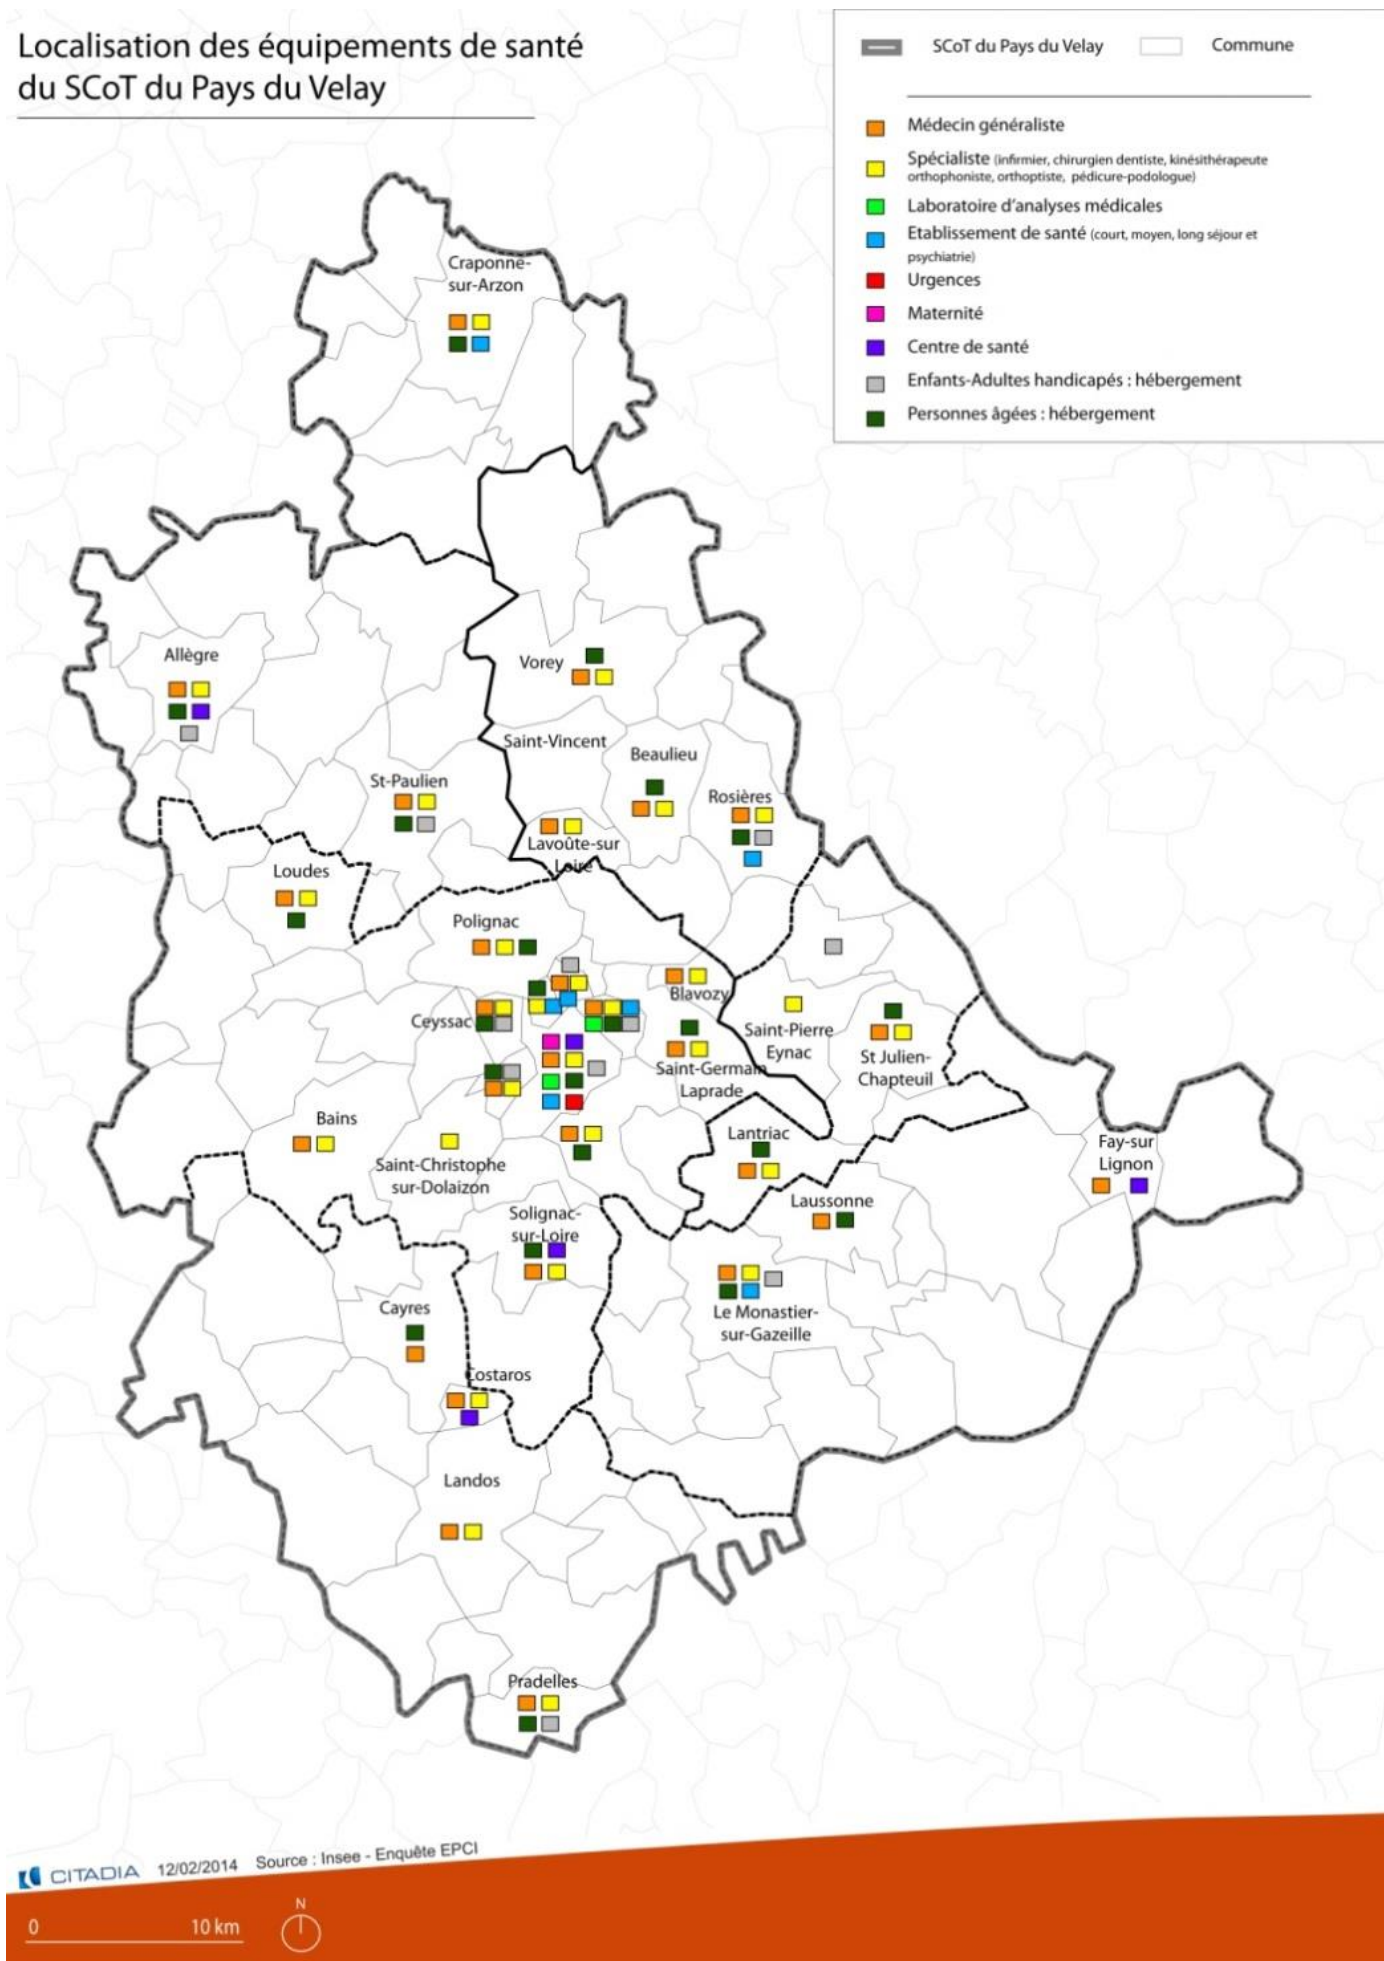 Localisation des équipements de santé
du SCoT du Pays du Velay
SCoT du Pays du Velay
Commune
Médecin généraliste
Spécialiste (infirmier, chirurgien dentiste, kinésithérapeute
orthophoniste, orthoptiste, pédicure-podologue)
Laboratoire d'analyses médicales
Etablissement de santé (court, moyen, long séjour et
psychiatrie)
Urgences
Maternité
Centre de santé
Enfants-Adultes handicapés : hébergement
Personnes âgées : hébergement
Craponne-
sur-Arzon
Allègre
Vorey
Saint-Vincent
Beaulieu
St-Paulien
Rosières
Lavoûte-sur
Loire
Loudes
Polignac
Blavozy
Ceyssac
Saint-Pierre
Eynac
St Julien-
Chapteuil
Saint-Germain
Laprade
Bains
Lantriac
Fay-sur
Lignon
Saint-Christophe
sur-Dolaizon
Laussonne
Solignac-
sur-Loire
Cayres
Le Monastier-
sur-Gazeille
Costaros
Landos
Pradelles
CITADIA 12/02/2014 Source : Insee - Enquête EPCI
0 10 km
N